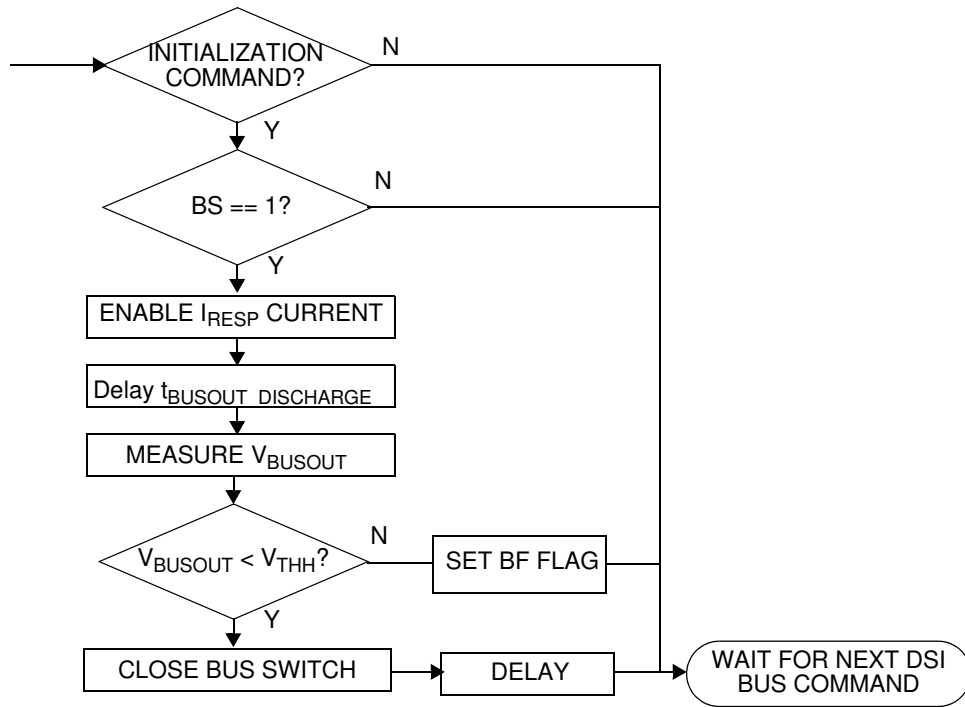 INITIALIZATION
COMMAND?
N
Y
BS == 1?
N
Y
ENABLE IRESP CURRENT
Delay tBUSOUT_DISCHARGE
MEASURE VBUSOUT
VBUSOUT < VTHH?
N
SET BF FLAG
Y
CLOSE BUS SWITCH
DELAY
WAIT FOR NEXT DSI
BUS COMMAND